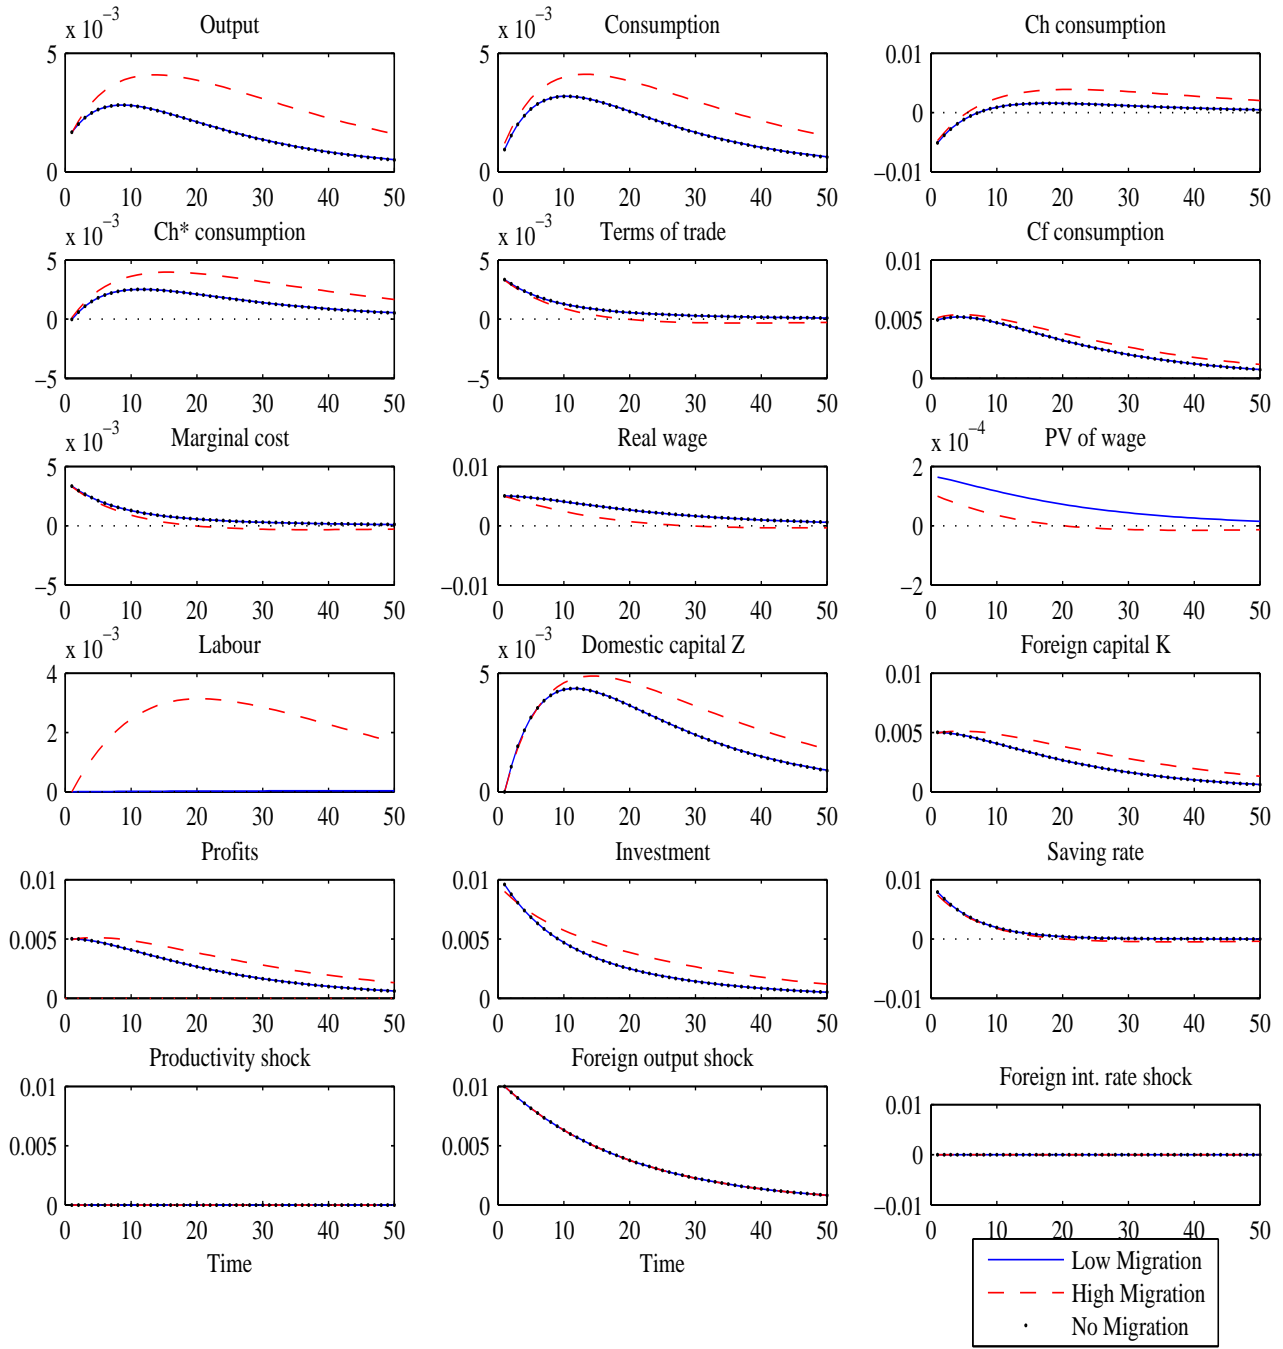 x 10^-3 Output
5
0
0 10 20 30 40 50
x 10^-3 Consumption
5
0
0 10 20 30 40 50
Ch consumption
0.01
0
−0.01
0 10 20 30 40 50
x 10^-3 Ch* consumption
5
0
−5
0 10 20 30 40 50
x 10^-3 Terms of trade
5
0
−5
0 10 20 30 40 50
Cf consumption
0.01
0.005
0
0 10 20 30 40 50
Marginal cost
x 10^-3
5
0
−5
0 10 20 30 40 50
Real wage
0.01
0
−0.01
0 10 20 30 40 50
PV of wage
x 10^-4
2
0
−2
0 10 20 30 40 50
x 10^-3 Labour
4
2
0
0 10 20 30 40 50
x 10^-3 Domestic capital Z
5
0
0 10 20 30 40 50
Foreign capital K
0.01
0.005
0
0 10 20 30 40 50
Profits
0.01
0.005
0
0 10 20 30 40 50
Investment
0.01
0.005
0
0 10 20 30 40 50
Saving rate
0.01
0
−0.01
0 10 20 30 40 50
Productivity shock
0.01
0.005
0
0 10 20 30 40 50
Time
Foreign output shock
0.01
0.005
0
0 10 20 30 40 50
Time
Foreign int. rate shock
0.01
0
−0.01
0 10 20 30 40 50
Low Migration
High Migration
No Migration